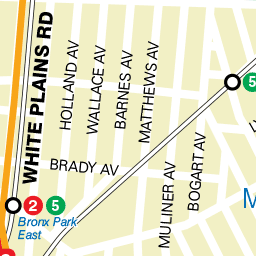 WHITE PLAINS RD
HOLLAND AV
WALLACE AV
BARNES AV
MATTHEWS AV
5
BRADY AV
MULINER AV
BOGART AV
2 5
Bronx Park
East
M